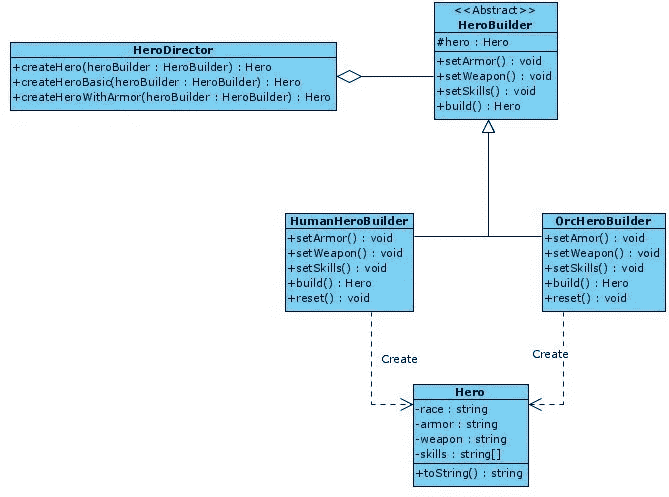 <<Abstract>>
HeroBuilder
#hero : Hero
+setArmor() : void
+setWeapon() : void
+setSkills() : void
+build() : Hero
HeroDirector
+createHero(heroBuilder : HeroBuilder) : Hero
+createHeroBasic(heroBuilder : HeroBuilder) : Hero
+createHeroWithArmor(heroBuilder : HeroBuilder) : Hero
HumanHeroBuilder
+setArmor() : void
+setWeapon() : void
+setSkills() : void
+build() : Hero
+reset() : void
OrcHeroBuilder
+setAmor() : void
+setWeapon() : void
+setSkills() : void
+build() : Hero
+reset() : void
Create
Create
Hero
-race : string
-armor : string
-weapon : string
-skills : string[]
+toString() : string